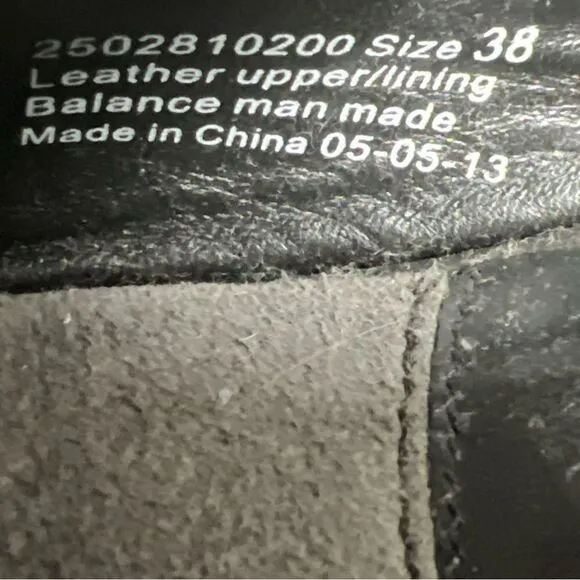 2502810200 Size 38
Leather upper/lining
Balance man made
Made in China 05-05-13